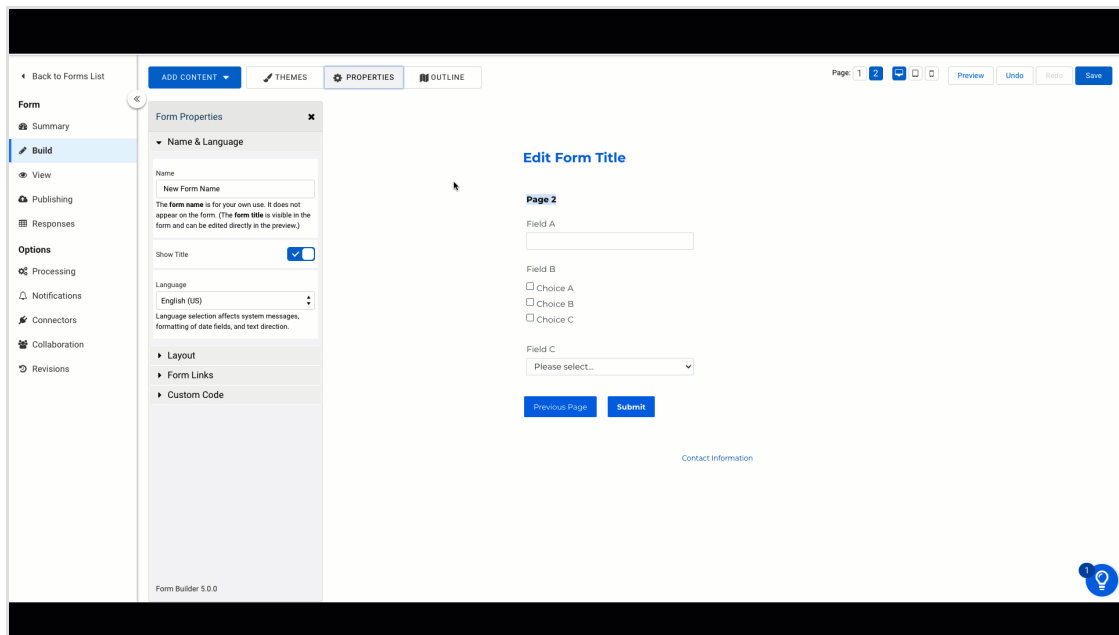 Back to Forms List
ADD CONTENT
THEMES
PROPERTIES
OUTLINE
Page: 1 2
Preview
Undo
Redo
Save
Form
Summary
Build
View
Publishing
Responses
Options
Processing
Notifications
Connectors
Collaboration
Revisions
Form Properties
Name & Language
Name
New Form Name
The form name is for your own use. It does not
appear on the form. (The form title is visible in the
form and can be edited directly in the preview.)
Show Title
Language
English (US)
Language selection affects system messages,
formatting of date fields, and text direction.
Layout
Form Links
Custom Code
Form Builder 5.0.0
Edit Form Title
Page 2
Field A
Field B
Choice A
Choice B
Choice C
Field C
Please select...
Previous Page
Submit
Contact Information
1